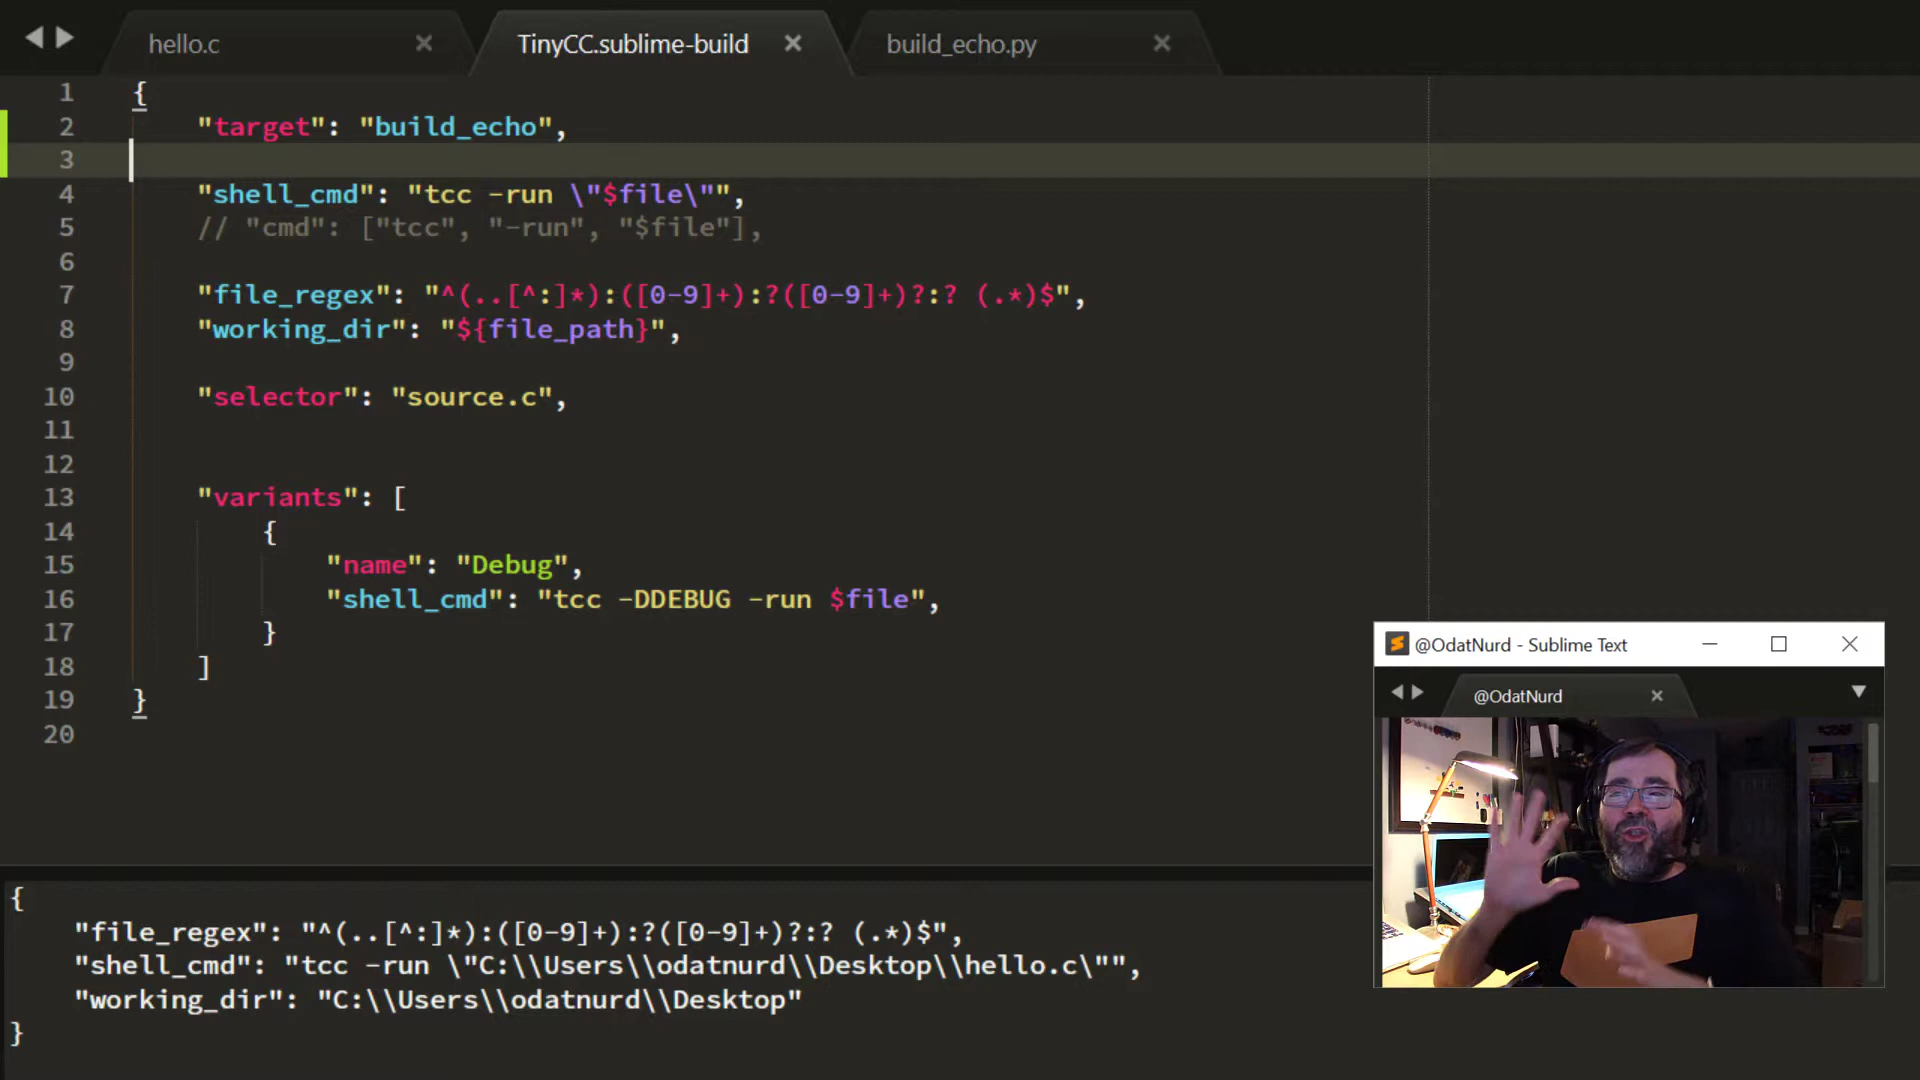 hello.c
TinyCC.sublime-build
build_echo.py
1 {
2 "target": "build_echo",
3
4 "shell_cmd": "tcc -run \"$file\"",
5 // "cmd": ["tcc", "-run", "$file"],
6
7 "file_regex": "^(..[^:]*):([0-9]+):?([0-9]+)?:? (.*)$",
8 "working_dir": "${file_path}",
9
10 "selector": "source.c",
11
12
13 "variants": [
14 {
15 "name": "Debug",
16 "shell_cmd": "tcc -DDEBUG -run $file",
17 }
18 ]
19 }
20
@OdatNurd - Sublime Text
@OdatNurd
{
"file_regex": "^(..[^:]*):([0-9]+):?([0-9]+)?:? (.*)$",
"shell_cmd": "tcc -run \"C:\\Users\\odatnurd\\Desktop\\hello.c\"",
"working_dir": "C:\\Users\\odatnurd\\Desktop"
}